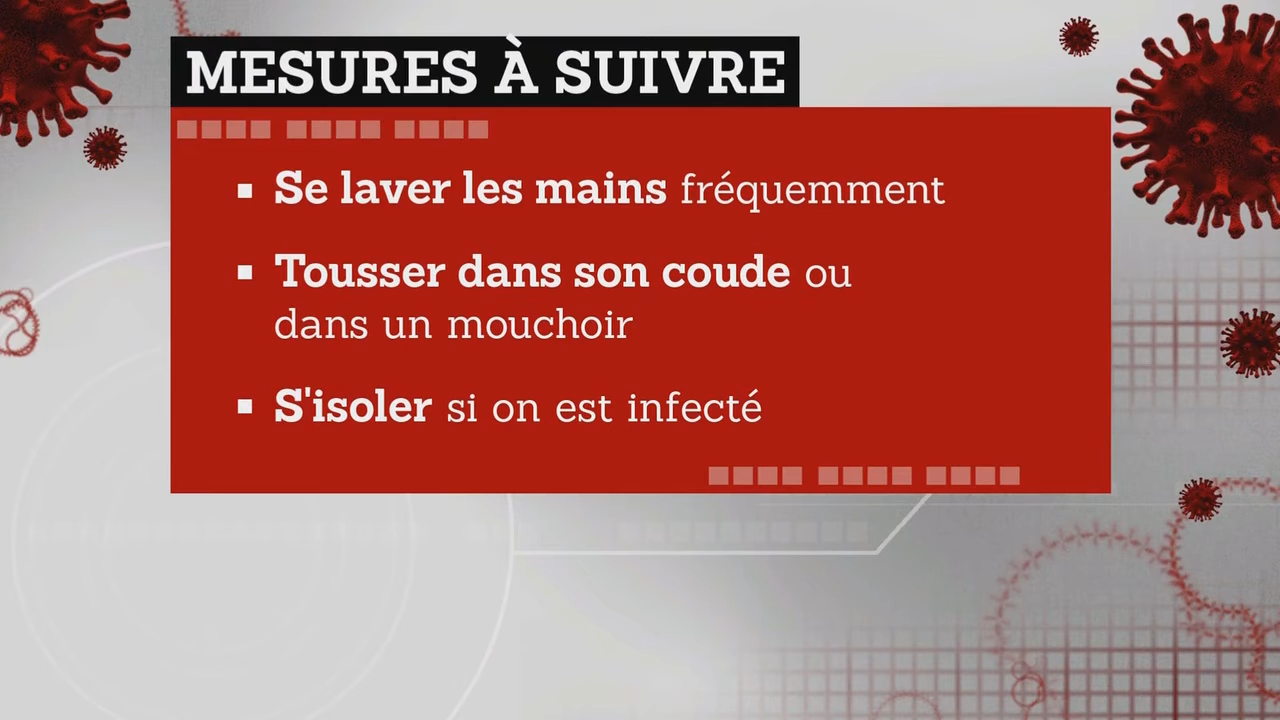 MESURES À SUIVRE
▪ Se laver les mains fréquemment
▪ Tousser dans son coude ou
dans un mouchoir
▪ S'isoler si on est infecté